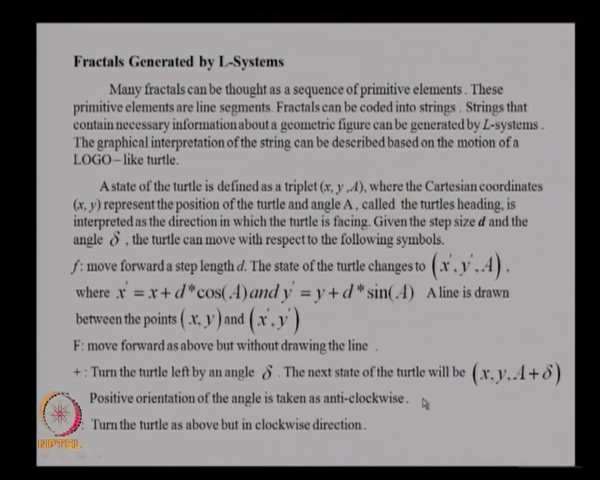 Fractals Generated by L-Systems
Many fractals can be thought as a sequence of primitive elements . These
primitive elements are line segments. Fractals can be coded into strings . Strings that
contain necessary information about a geometric figure can be generated by L-systems .
The graphical interpretation of the string can be described based on the motion of a
LOGO – like turtle.
A state of the turtle is defined as a triplet (x, y ,A), where the Cartesian coordinates
(x, y) represent the position of the turtle and angle A , called the turtles heading, is
interpreted as the direction in which the turtle is facing. Given the step size d and the
angle δ , the turtle can move with respect to the following symbols.
f : move forward a step length d. The state of the turtle changes to (x', y', A) ,
where x' = x + d * cos(A) and y' = y + d * sin(A) A line is drawn
between the points (x, y) and (x', y')
F: move forward as above but without drawing the line .
+ : Turn the turtle left by an angle δ . The next state of the turtle will be (x, y, A + δ)
Positive orientation of the angle is taken as anti-clockwise .
: Turn the turtle as above but in clockwise direction .
NPTEL